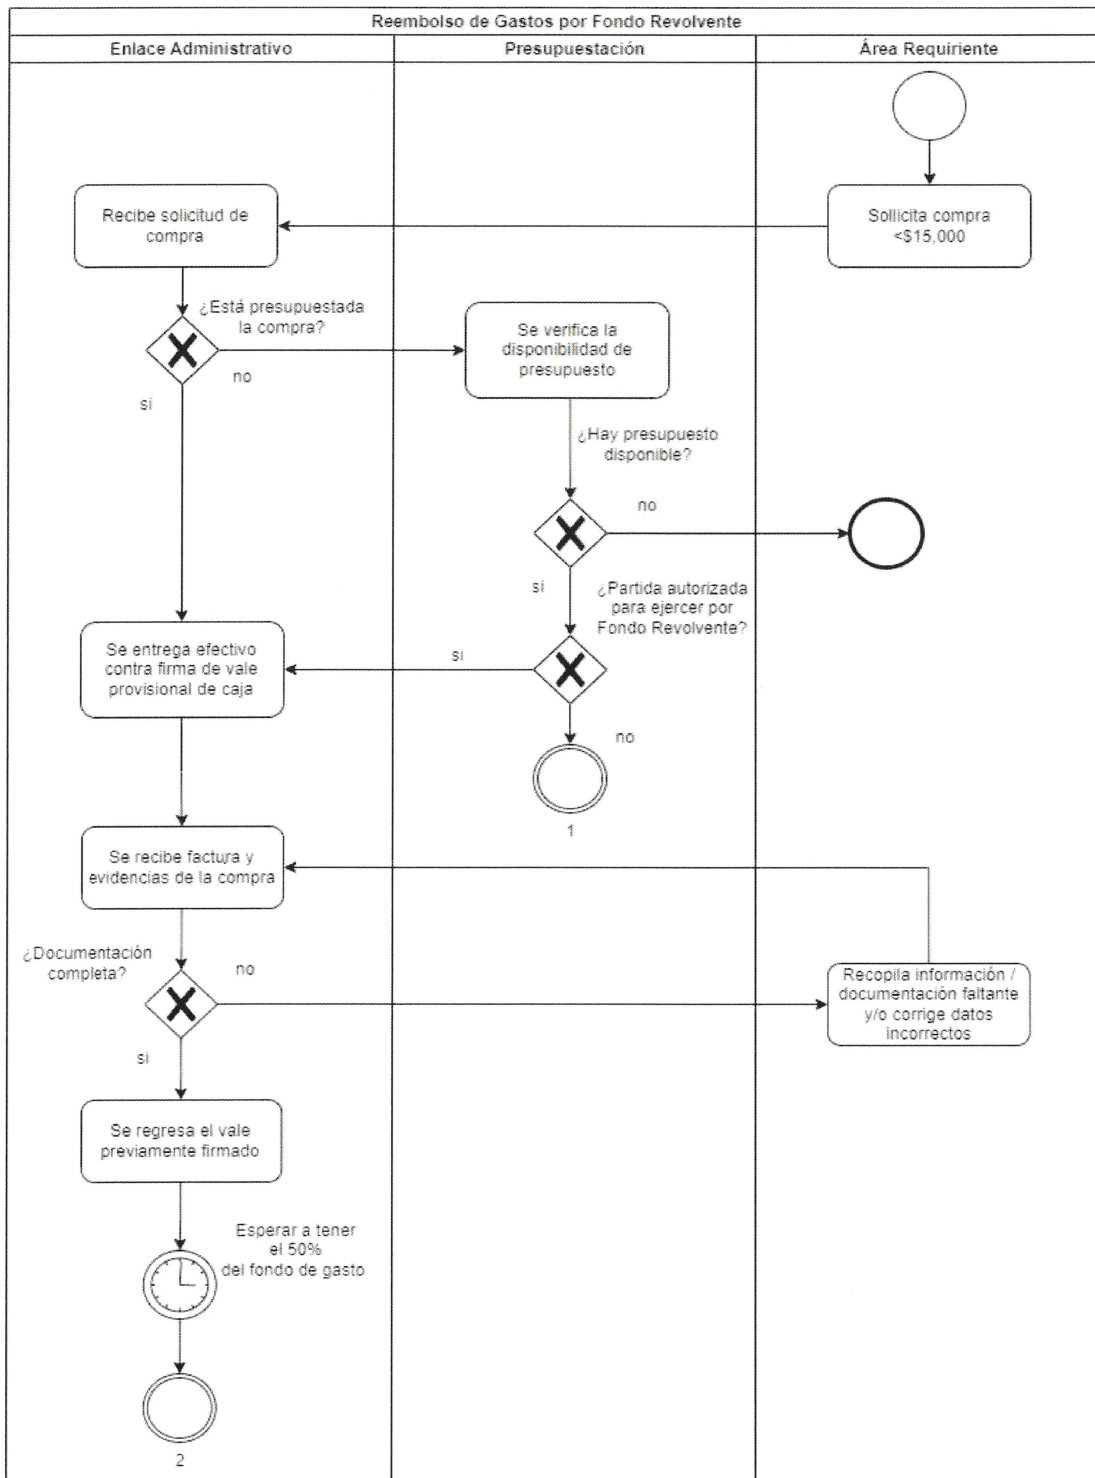 Reembolso de Gastos por Fondo Revolvente
Enlace Administrativo
Presupuestación
Área Requiriente
Recibe solicitud de
compra
Sollicita compra
<$15,000
¿Está presupuestada
la compra?
no
si
Se verifica la
disponibilidad de
presupuesto
¿Hay presupuesto
disponible?
no
si
¿Partida autorizada
para ejercer por
Fondo Revolvente?
si
no
1
Se entrega efectivo
contra firma de vale
provisional de caja
Se recibe factura y
evidencias de la compra
¿Documentación
completa?
no
si
Recopila información /
documentación faltante
y/o corrige datos
incorrectos
Se regresa el vale
previamente firmado
Esperar a tener
el 50%
del fondo de gasto
2